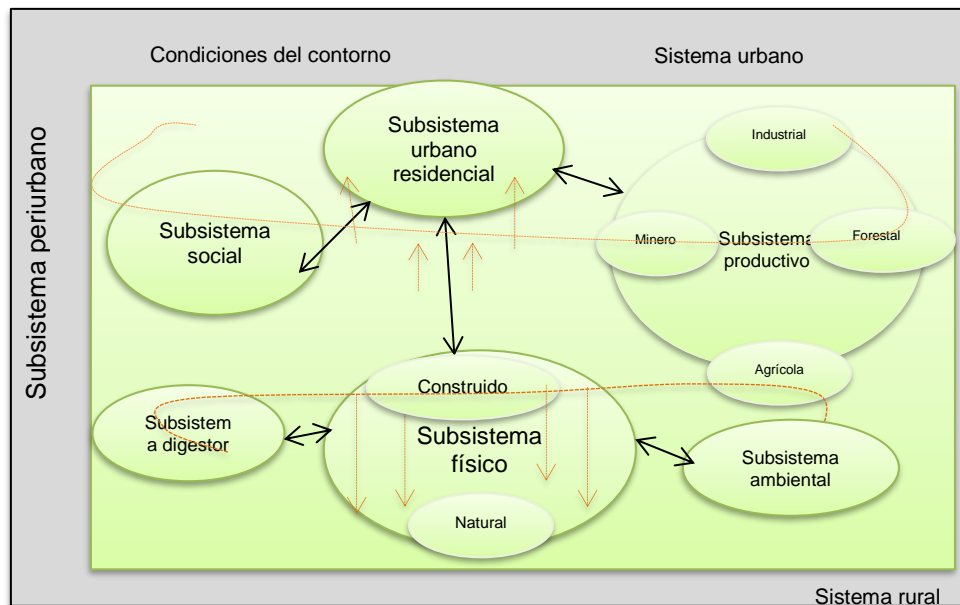 Condiciones del contorno
Sistema urbano
Subsistema periurbano
Subsistema
urbano
residencial
Industrial
Subsistema
social
Minero
Subsistema
productivo
Forestal
Construido
Agrícola
Subsistem
a digestor
Subsistema
físico
Subsistema
ambiental
Natural
Sistema rural